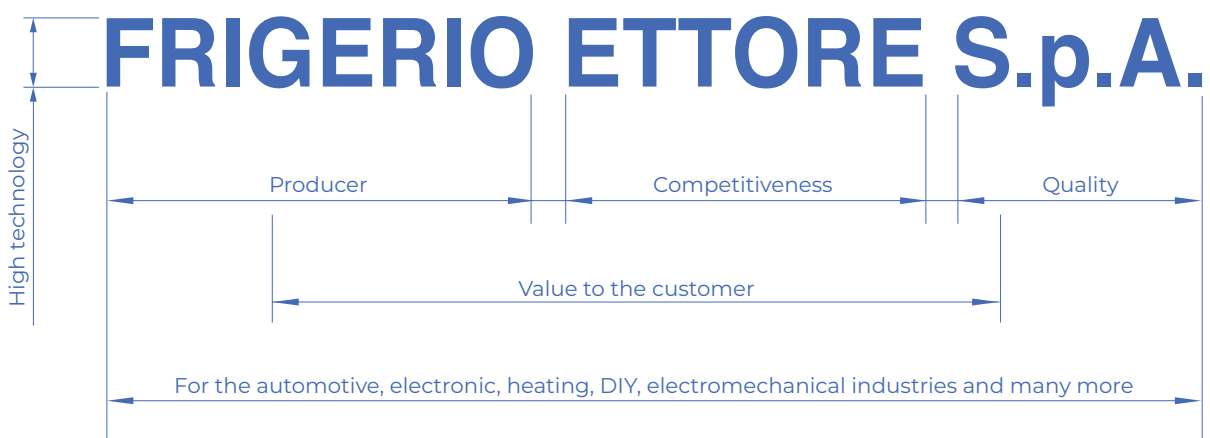 FRIGERIO ETTORE S.p.A.
High technology
Producer
Competitiveness
Quality
Value to the customer
For the automotive, electronic, heating, DIY, electromechanical industries and many more